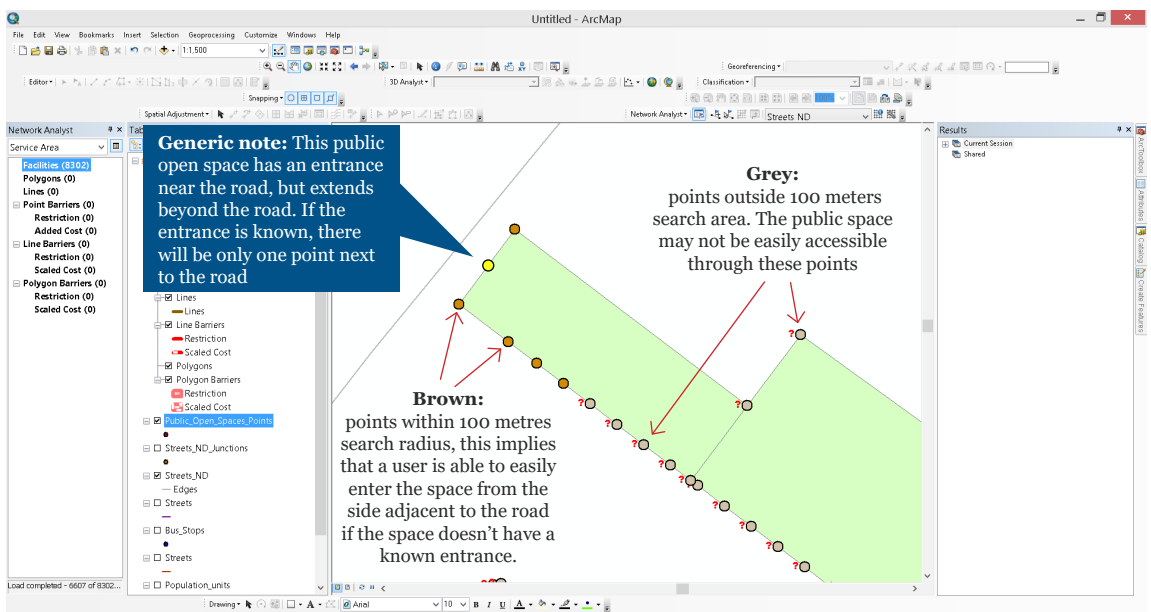 Untitled - ArcMap
File Edit View Bookmarks Insert Selection Geoprocessing Customize Windows Help
1:1,500
Georeferencing
Editor
3D Analyst
Classification
Snapping
Spatial Adjustment
Network Analyst
Streets ND
Network Analyst
Service Area
Facilities (8302)
Polygons (0)
Lines (0)
Point Barriers (0)
Restriction (0)
Added Cost (0)
Line Barriers (0)
Restriction (0)
Scaled Cost (0)
Polygon Barriers (0)
Restriction (0)
Scaled Cost (0)
Load completed - 6607 of 8302...
Generic note: This public
open space has an entrance
near the road, but extends
beyond the road. If the
entrance is known, there
will be only one point next
to the road
Lines
Lines
Line Barriers
Restriction
Scaled Cost
Polygons
Polygon Barriers
Restriction
Scaled Cost
Public_Open_Spaces_Points
Streets_ND_Junctions
Streets_ND
Edges
Streets
Bus_Stops
Streets
Population_units
Grey:
points outside 100 meters
search area. The public space
may not be easily accessible
through these points
Brown:
points within 100 metres
search radius, this implies
that a user is able to easily
enter the space from the
side adjacent to the road
if the space doesn't have a
known entrance.
? ? ? ? ? ? ? ? ? ? ?
Results
Current Session
Shared
ArcToolbox
Attributes
Catalog
Create Features
Drawing
A
Arial
10
B I U A